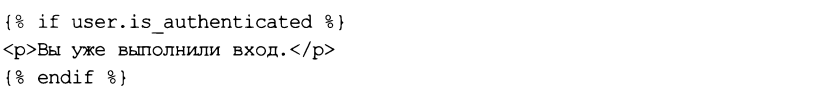 {% if user.is_authenticated %}
<p>Вы уже выполнили вход.</p>
{% endif %}